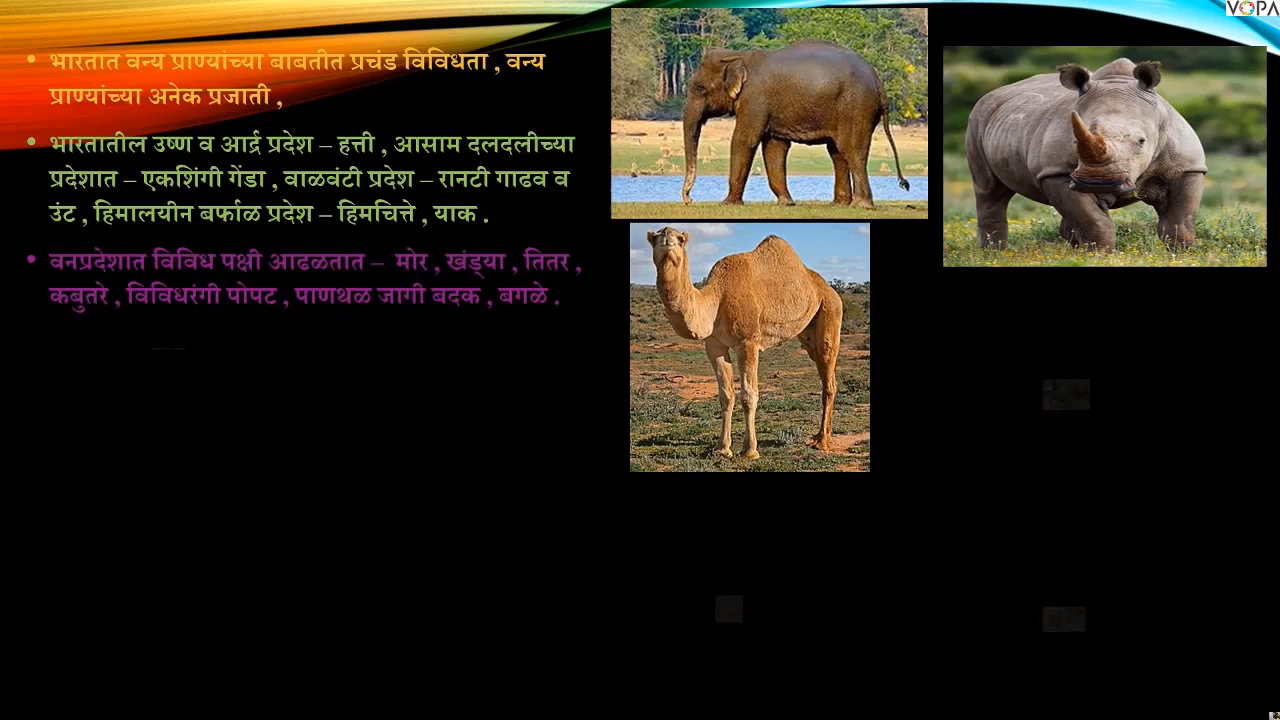 VOPA
• भारतात वन्य प्राण्यांच्या बाबतीत प्रचंड विविधता , वन्य
प्राण्यांच्या अनेक प्रजाती ,
• भारतातील उष्ण व आर्द्र प्रदेश – हत्ती , आसाम दलदलीच्या
प्रदेशात – एकशिंगी गेंडा , वाळवंटी प्रदेश – रानटी गाढव व
उंट , हिमालयीन बर्फाळ प्रदेश – हिमचित्ते , याक .
• वनप्रदेशात विविध पक्षी आढळतात – मोर , खंड्या , तितर ,
कबुतरे , विविधरंगी पोपट , पाणथळ जागी बदक , बगळे .